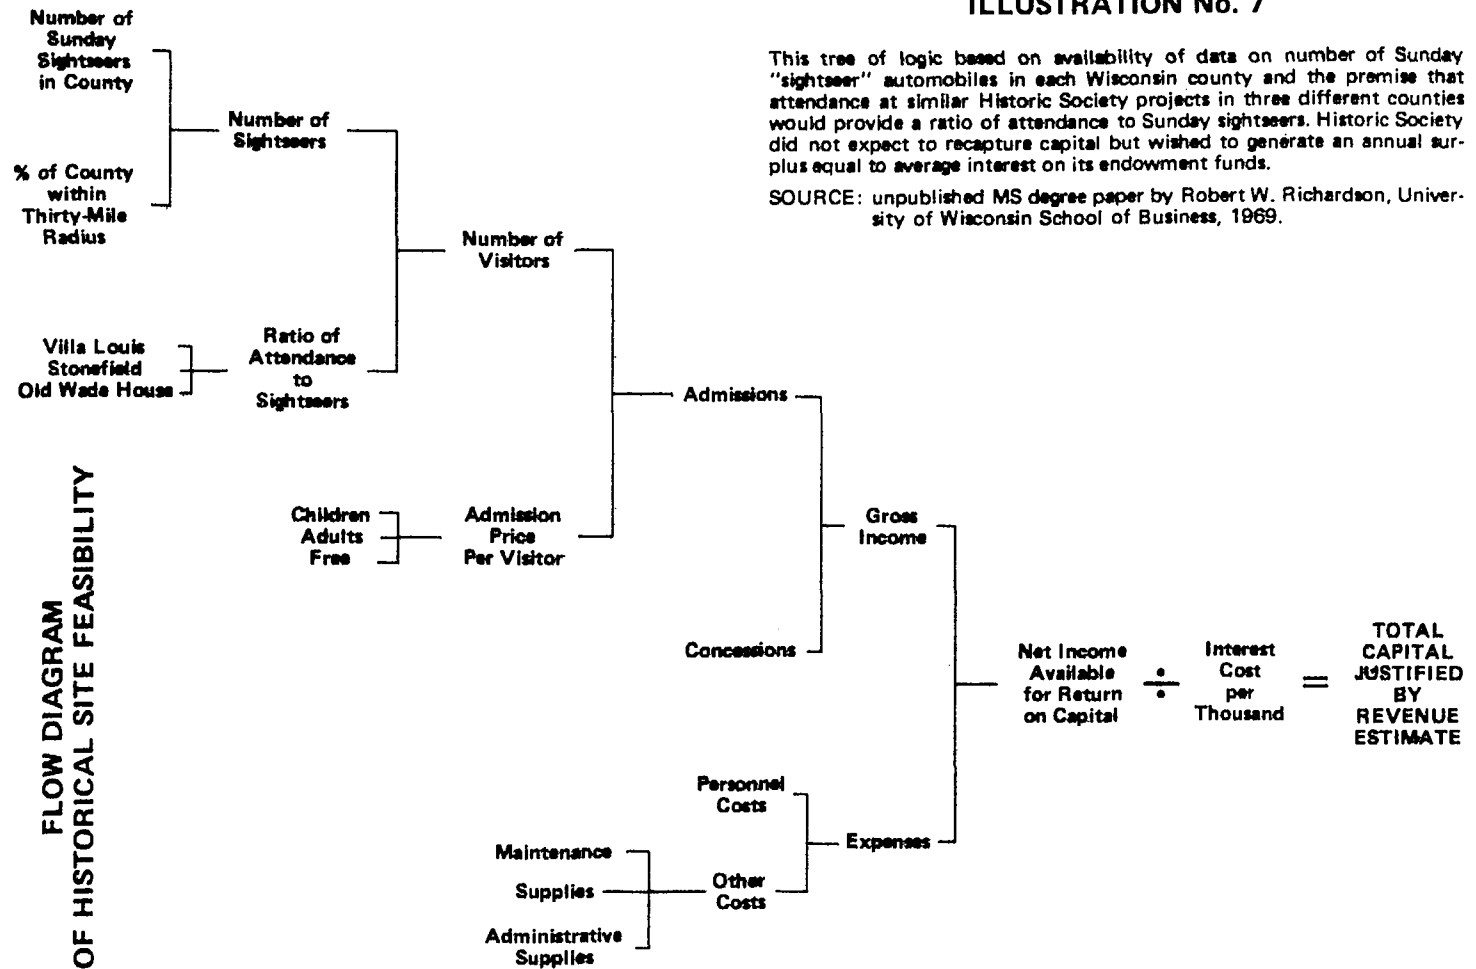 ILLUSTRATION No. 7
This tree of logic based on availability of data on number of Sunday
"sightseer" automobiles in each Wisconsin county and the premise that
attendance at similar Historic Society projects in three different counties
would provide a ratio of attendance to Sunday sightseers. Historic Society
did not expect to recapture capital but wished to generate an annual sur-
plus equal to average interest on its endowment funds.
SOURCE: unpublished MS degree paper by Robert W. Richardson, Univer-
sity of Wisconsin School of Business, 1969.
Number of
Sunday
Sightseers
in County
% of County
within
Thirty-Mile
Radius
Number of
Sightseers
Villa Louis
Stonefield
Old Wade House
Ratio of
Attendance
to
Sightseers
Number of
Visitors
Children
Adults
Free
Admission
Price
Per Visitor
Admissions
Concessions
Gross
Income
Personnel
Costs
Maintenance
Supplies
Administrative
Supplies
Other
Costs
Expenses
Net Income
Available
for Return
on Capital
÷
Interest
Cost
per
Thousand
=
TOTAL
CAPITAL
JUSTIFIED
BY
REVENUE
ESTIMATE
FLOW DIAGRAM
OF HISTORICAL SITE FEASIBILITY